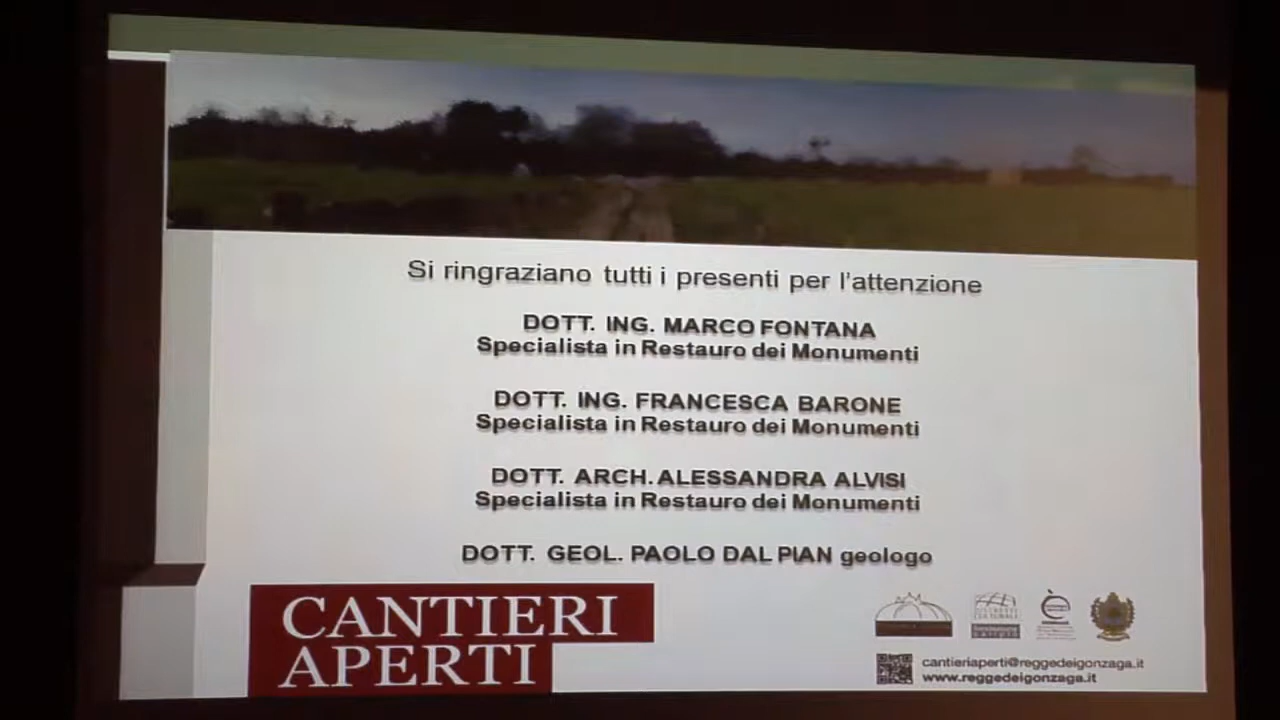 Si ringraziano tutti i presenti per l'attenzione
DOTT. ING. MARCO FONTANA
Specialista in Restauro dei Monumenti
DOTT. ING. FRANCESCA BARONE
Specialista in Restauro dei Monumenti
DOTT. ARCH. ALESSANDRA ALVISI
Specialista in Restauro dei Monumenti
DOTT. GEOL. PAOLO DAL PIAN geologo
CANTIERI
APERTI
cantieriaperti@reggedeigonzaga.it
www.reggedeigonzaga.it